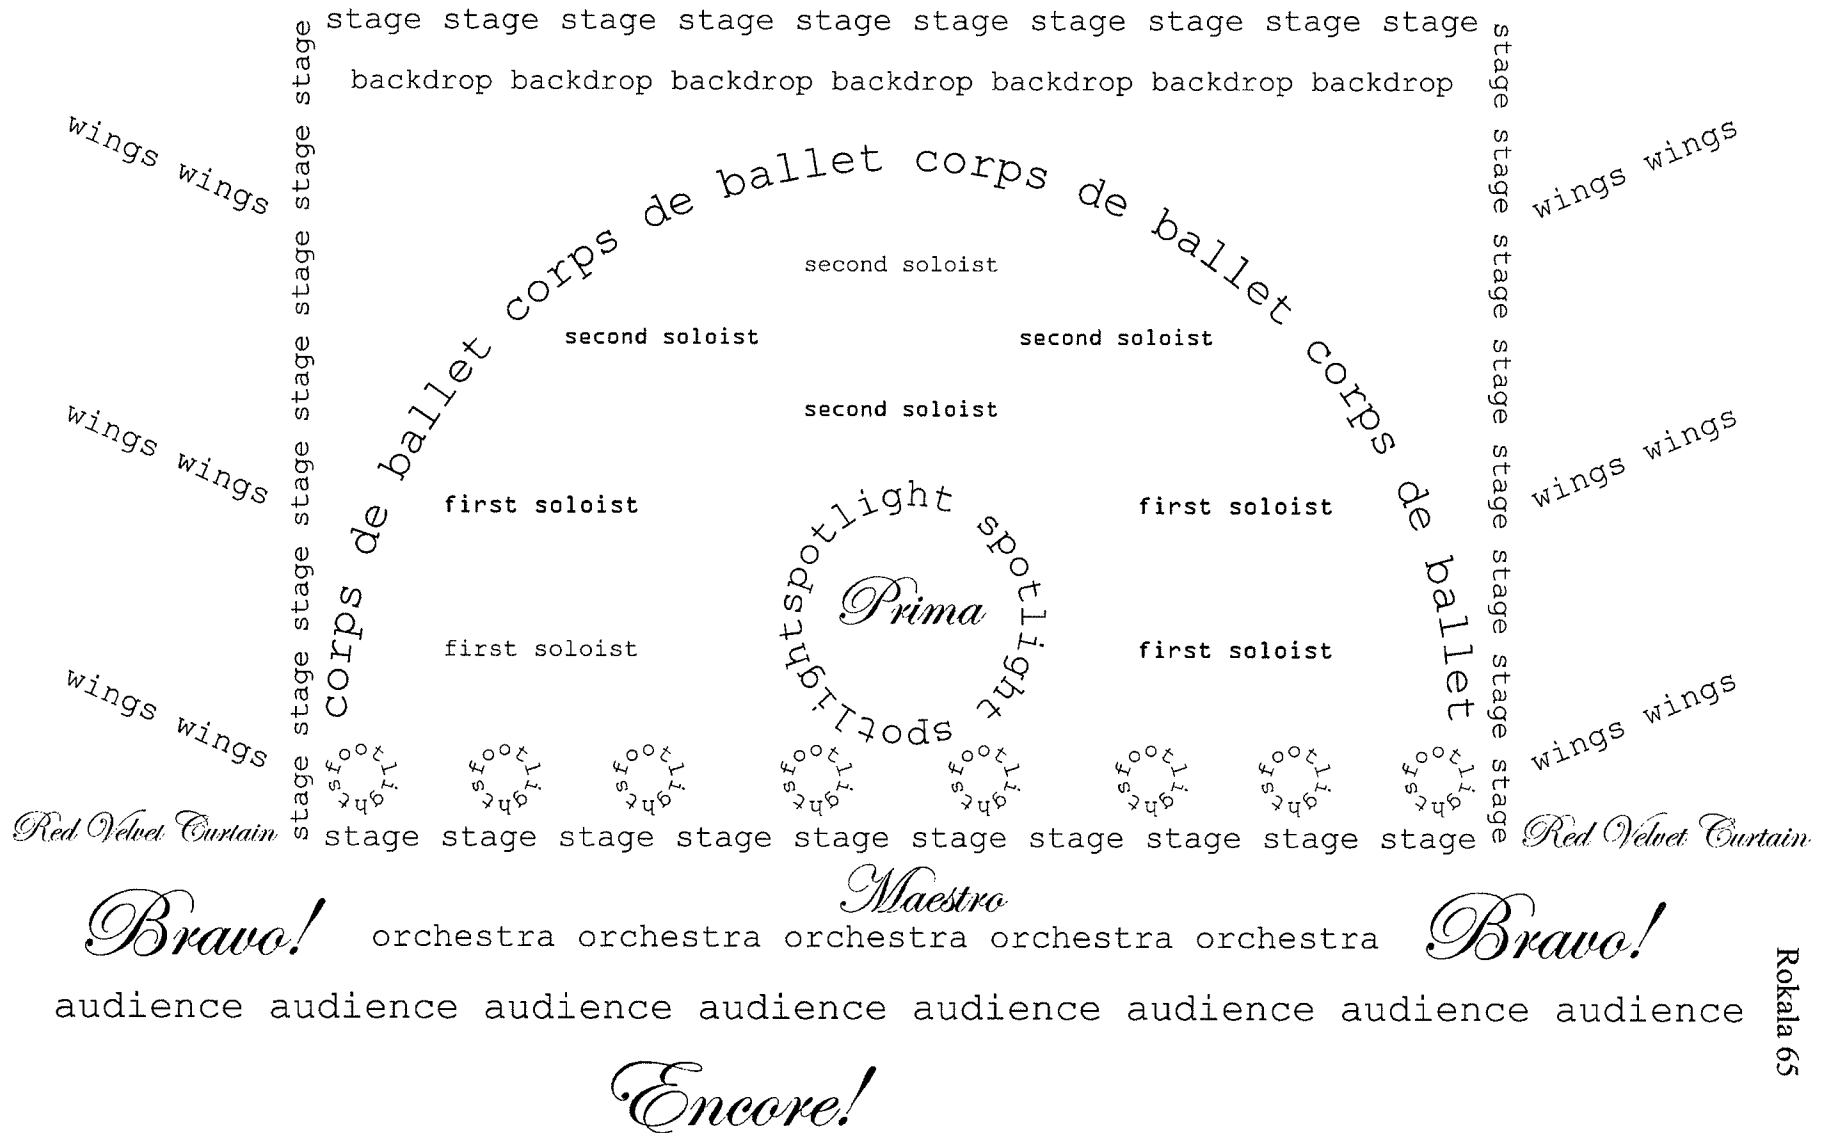 stage stage stage stage stage stage stage stage stage stage
backdrop backdrop backdrop backdrop backdrop backdrop backdrop
stage stage stage stage stage stage stage stage
stage stage stage stage stage stage stage stage
wings wings
wings wings
corps de ballet corps de ballet corps de ballet corps de ballet
second soloist
second soloist
second soloist
second soloist
wings wings
wings wings
first soloist
first soloist
spotlight spotlight spotlightspotlight
Prima
first soloist
first soloist
wings wings
wings wings
footlights
footlights
footlights
footlights
footlights
footlights
footlights
footlights
Red Velvet Curtain
stage stage stage stage stage stage stage stage stage stage
Red Velvet Curtain
Maestro
Bravo!
orchestra orchestra orchestra orchestra orchestra
Bravo!
audience audience audience audience audience audience audience audience
Encore!
Rokala 65